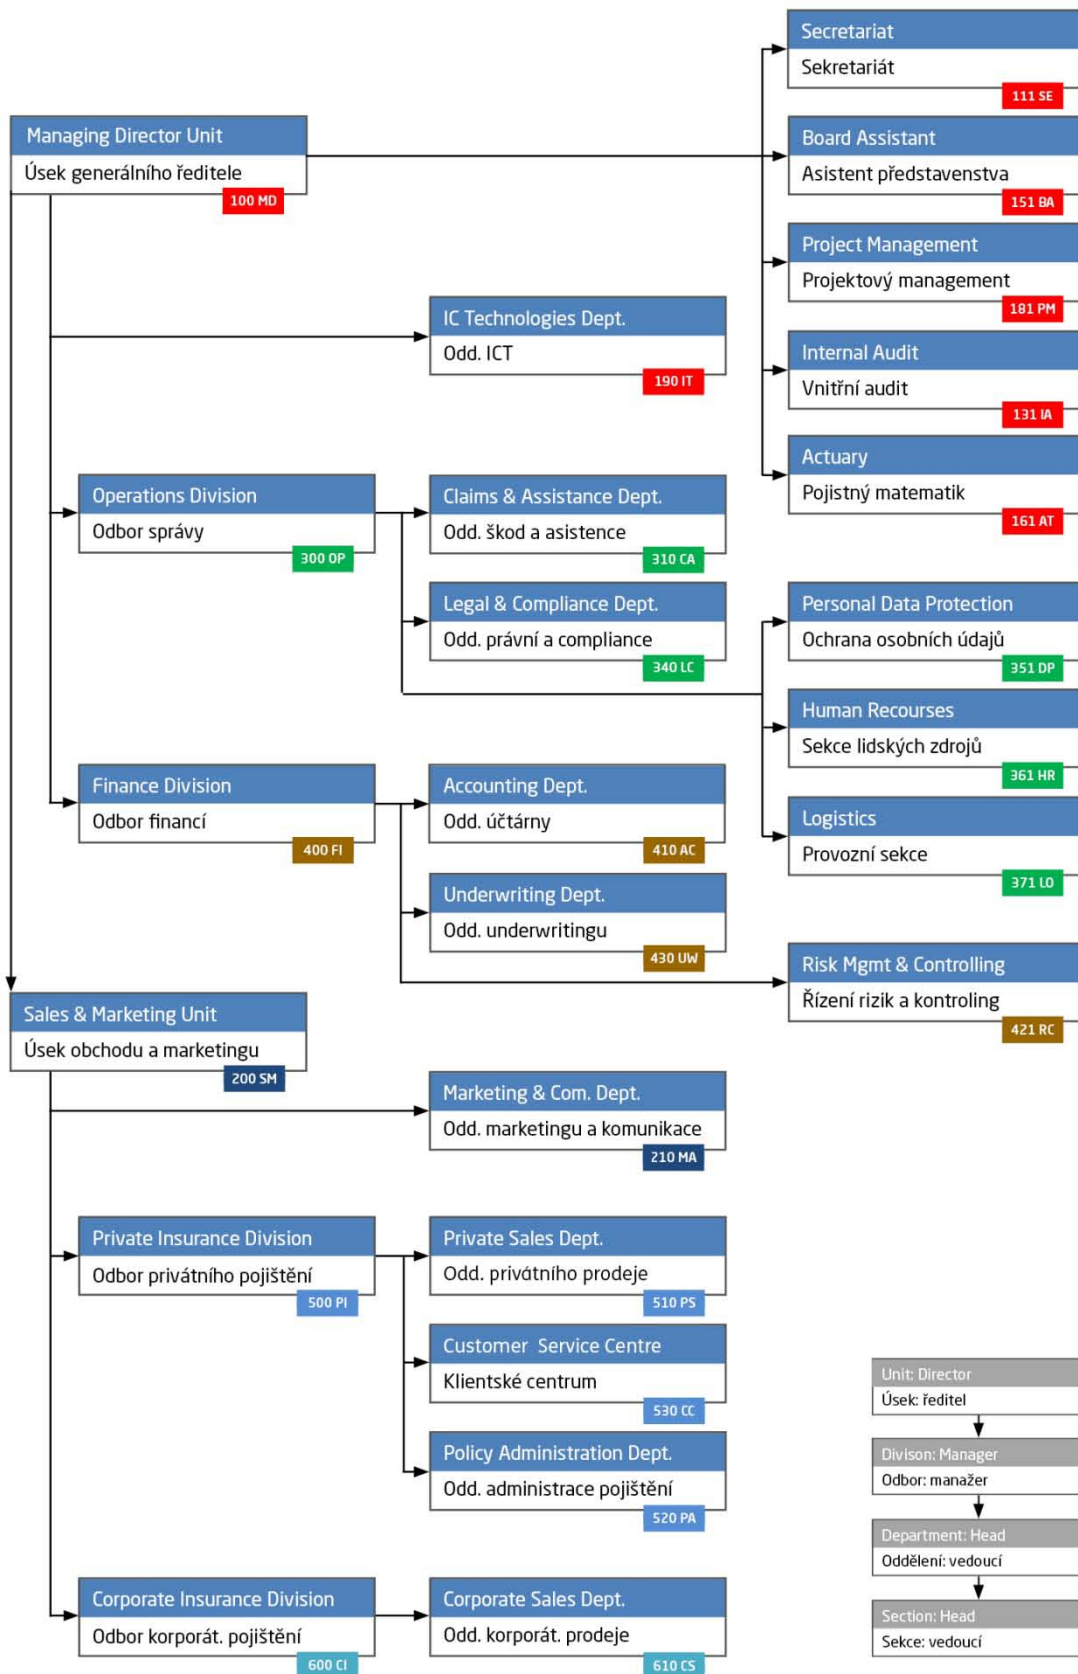 Secretariat
Sekretariát
111 SE
Managing Director Unit
Úsek generálního ředitele
100 MD
Board Assistant
Asistent představenstva
151 BA
Project Management
Projektový management
181 PM
IC Technologies Dept.
Odd. ICT
190 IT
Internal Audit
Vnitřní audit
131 IA
Actuary
Pojistný matematik
161 AT
Operations Division
Odbor správy
300 OP
Claims & Assistance Dept.
Odd. škod a asistence
310 CA
Legal & Compliance Dept.
Odd. právní a compliance
340 LC
Personal Data Protection
Ochrana osobních údajů
351 DP
Human Recourses
Sekce lidských zdrojů
361 HR
Logistics
Provozní sekce
371 LO
Finance Division
Odbor financí
400 FI
Accounting Dept.
Odd. účtárny
410 AC
Underwriting Dept.
Odd. underwritingu
430 UW
Risk Mgmt & Controlling
Řízení rizik a kontroling
421 RC
Sales & Marketing Unit
Úsek obchodu a marketingu
200 SM
Marketing & Com. Dept.
Odd. marketingu a komunikace
210 MA
Private Insurance Division
Odbor privátního pojištění
500 PI
Private Sales Dept.
Odd. privátního prodeje
510 PS
Customer Service Centre
Klientské centrum
530 CC
Policy Administration Dept.
Odd. administrace pojištění
520 PA
Corporate Insurance Division
Odbor korporát. pojištění
600 CI
Corporate Sales Dept.
Odd. korporát. prodeje
610 CS
Unit: Director
Úsek: ředitel
Divison: Manager
Odbor: manažer
Department: Head
Oddělení: vedoucí
Section: Head
Sekce: vedoucí